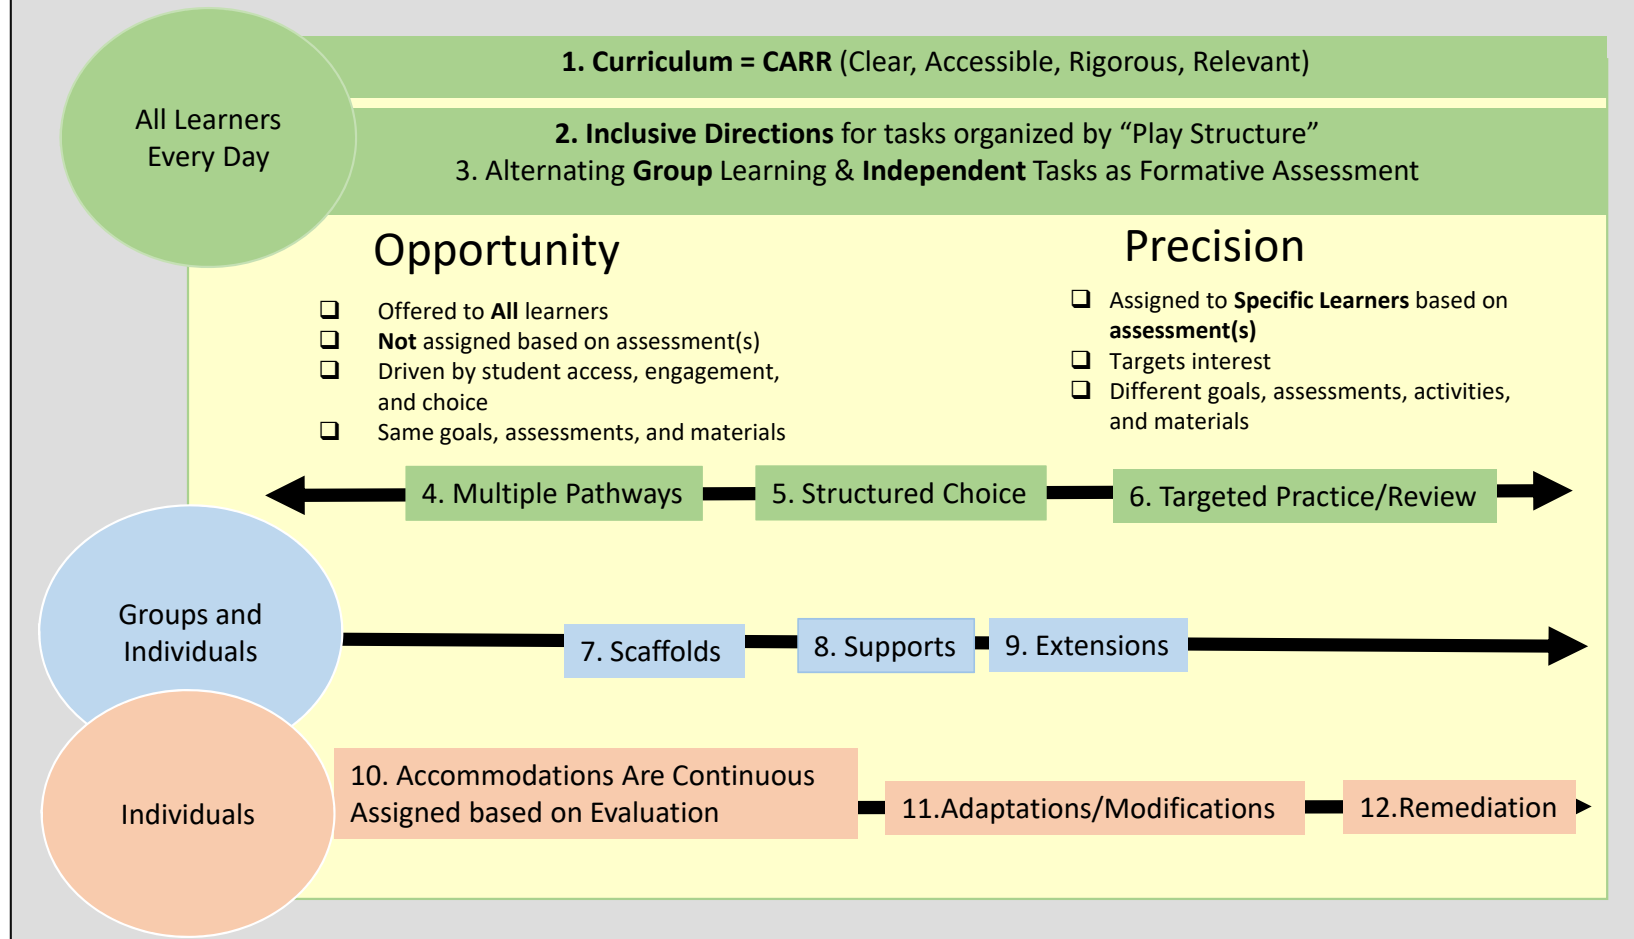 1. Curriculum = CARR (Clear, Accessible, Rigorous, Relevant)
All Learners
Every Day
2. Inclusive Directions for tasks organized by “Play Structure”
3. Alternating Group Learning & Independent Tasks as Formative Assessment
Opportunity
Offered to All learners
Not assigned based on assessment(s)
Driven by student access, engagement,
and choice
Same goals, assessments, and materials
Precision
Assigned to Specific Learners based on
assessment(s)
Targets interest
Different goals, assessments, activities,
and materials
4. Multiple Pathways
5. Structured Choice
6. Targeted Practice/Review
Groups and
Individuals
7. Scaffolds
8. Supports
9. Extensions
Individuals
10. Accommodations Are Continuous
Assigned based on Evaluation
11.Adaptations/Modifications
12.Remediation